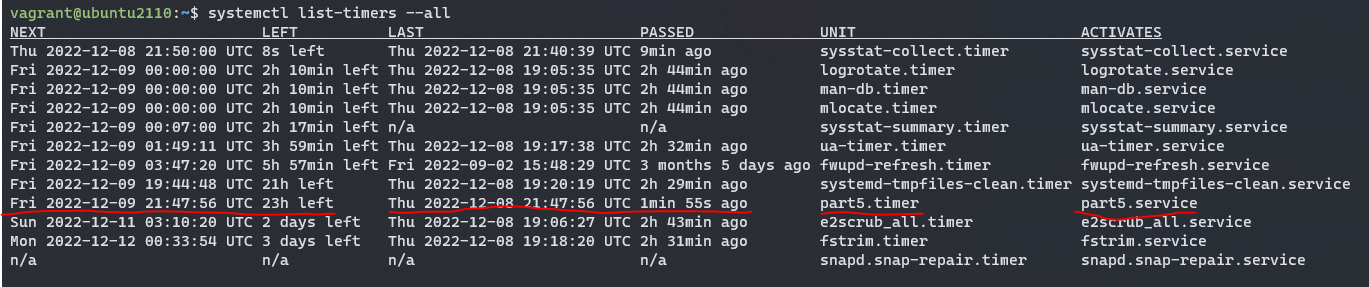 vagrant@ubuntu2110:~$ systemctl list-timers --all
NEXT LEFT LAST PASSED UNIT ACTIVATES
Thu 2022-12-08 21:50:00 UTC 8s left Thu 2022-12-08 21:40:39 UTC 9min ago sysstat-collect.timer sysstat-collect.service
Fri 2022-12-09 00:00:00 UTC 2h 10min left Thu 2022-12-08 19:05:35 UTC 2h 44min ago logrotate.timer logrotate.service
Fri 2022-12-09 00:00:00 UTC 2h 10min left Thu 2022-12-08 19:05:35 UTC 2h 44min ago man-db.timer man-db.service
Fri 2022-12-09 00:00:00 UTC 2h 10min left Thu 2022-12-08 19:05:35 UTC 2h 44min ago mlocate.timer mlocate.service
Fri 2022-12-09 00:07:00 UTC 2h 17min left n/a n/a sysstat-summary.timer sysstat-summary.service
Fri 2022-12-09 01:49:11 UTC 3h 59min left Thu 2022-12-08 19:17:38 UTC 2h 32min ago ua-timer.timer ua-timer.service
Fri 2022-12-09 03:47:20 UTC 5h 57min left Fri 2022-09-02 15:48:29 UTC 3 months 5 days ago fwupd-refresh.timer fwupd-refresh.service
Fri 2022-12-09 19:44:48 UTC 21h left Thu 2022-12-08 19:20:19 UTC 2h 29min ago systemd-tmpfiles-clean.timer systemd-tmpfiles-clean.service
Fri 2022-12-09 21:47:56 UTC 23h left Thu 2022-12-08 21:47:56 UTC 1min 55s ago part5.timer part5.service
Sun 2022-12-11 03:10:20 UTC 2 days left Thu 2022-12-08 19:06:27 UTC 2h 43min ago e2scrub_all.timer e2scrub_all.service
Mon 2022-12-12 00:33:54 UTC 3 days left Thu 2022-12-08 19:18:20 UTC 2h 31min ago fstrim.timer fstrim.service
n/a n/a n/a n/a snapd.snap-repair.timer snapd.snap-repair.service